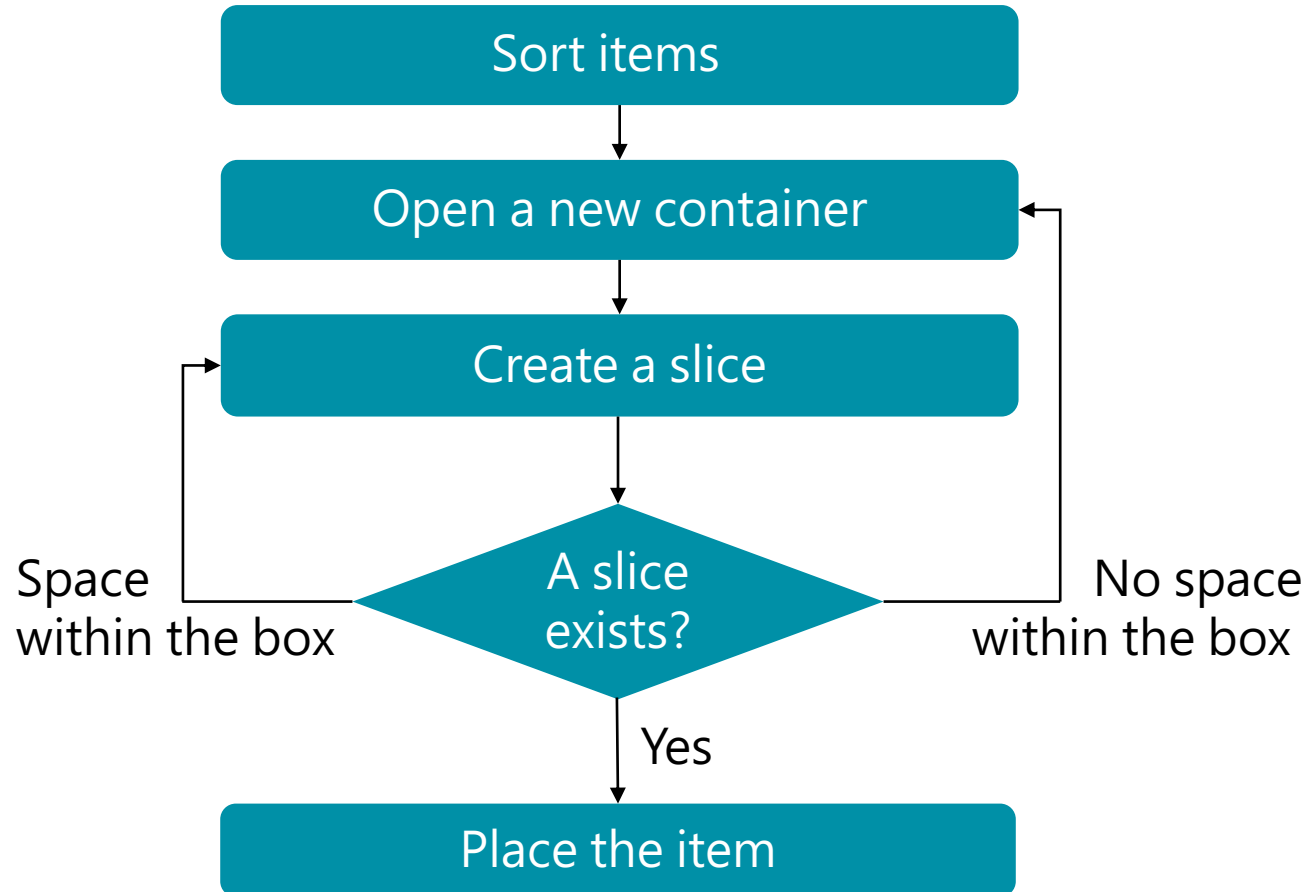 Sort items
Open a new container
Create a slice
A slice
exists?
Space
within the box
No space
within the box
Yes
Place the item